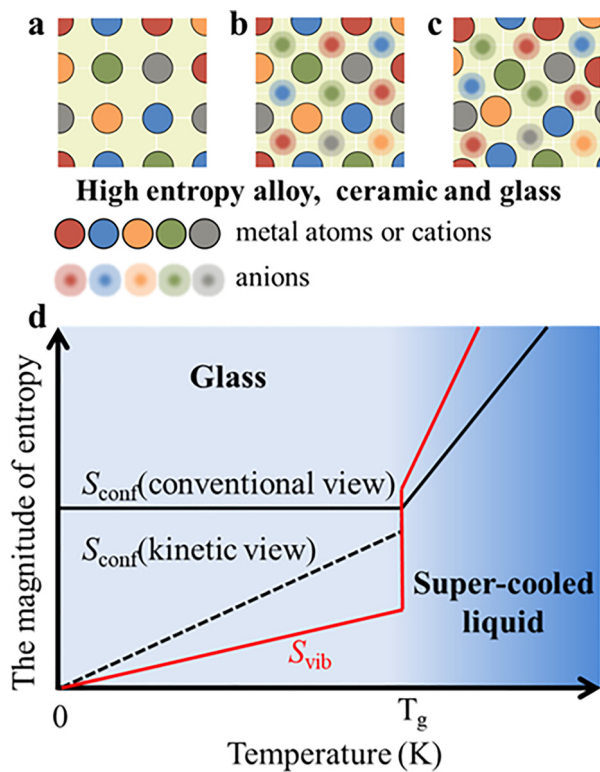 a b c
High entropy alloy, ceramic and glass
metal atoms or cations
anions
d
The magnitude of entropy
Glass
Sconf(conventional view)
Sconf(kinetic view)
Super-cooled
liquid
Svib
0
Tg
Temperature (K)